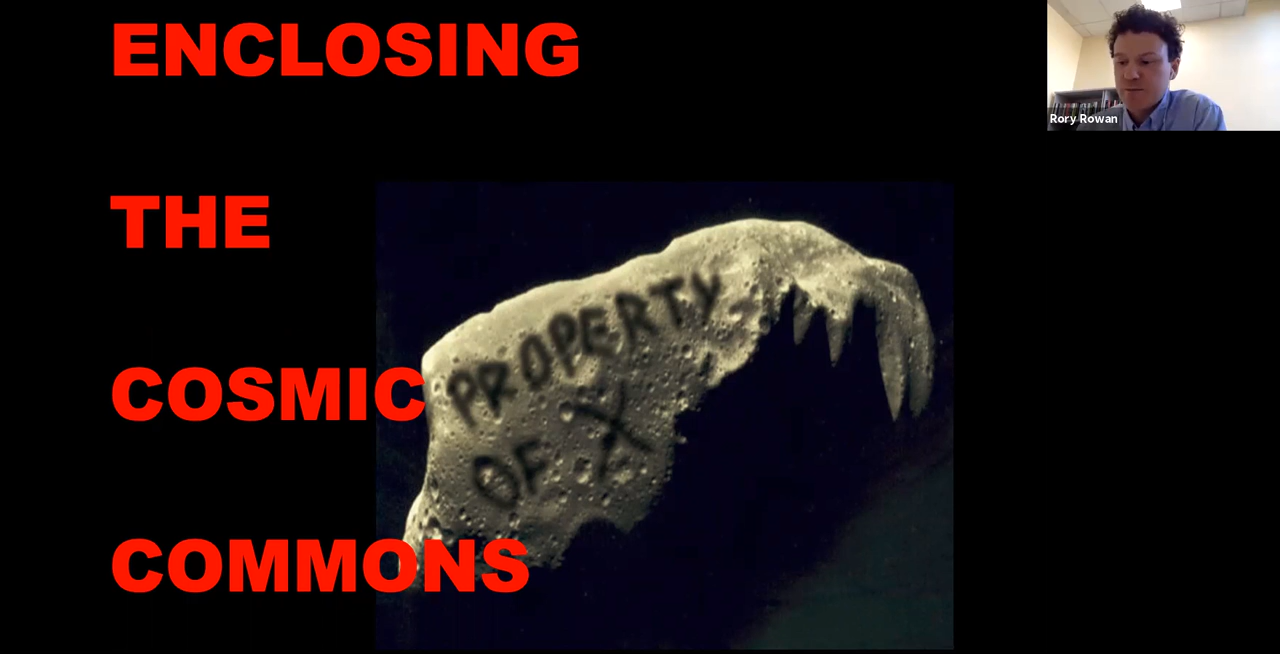 ENCLOSING
THE
COSMIC
COMMONS
PROPERTY
OF X
Rory Rowan